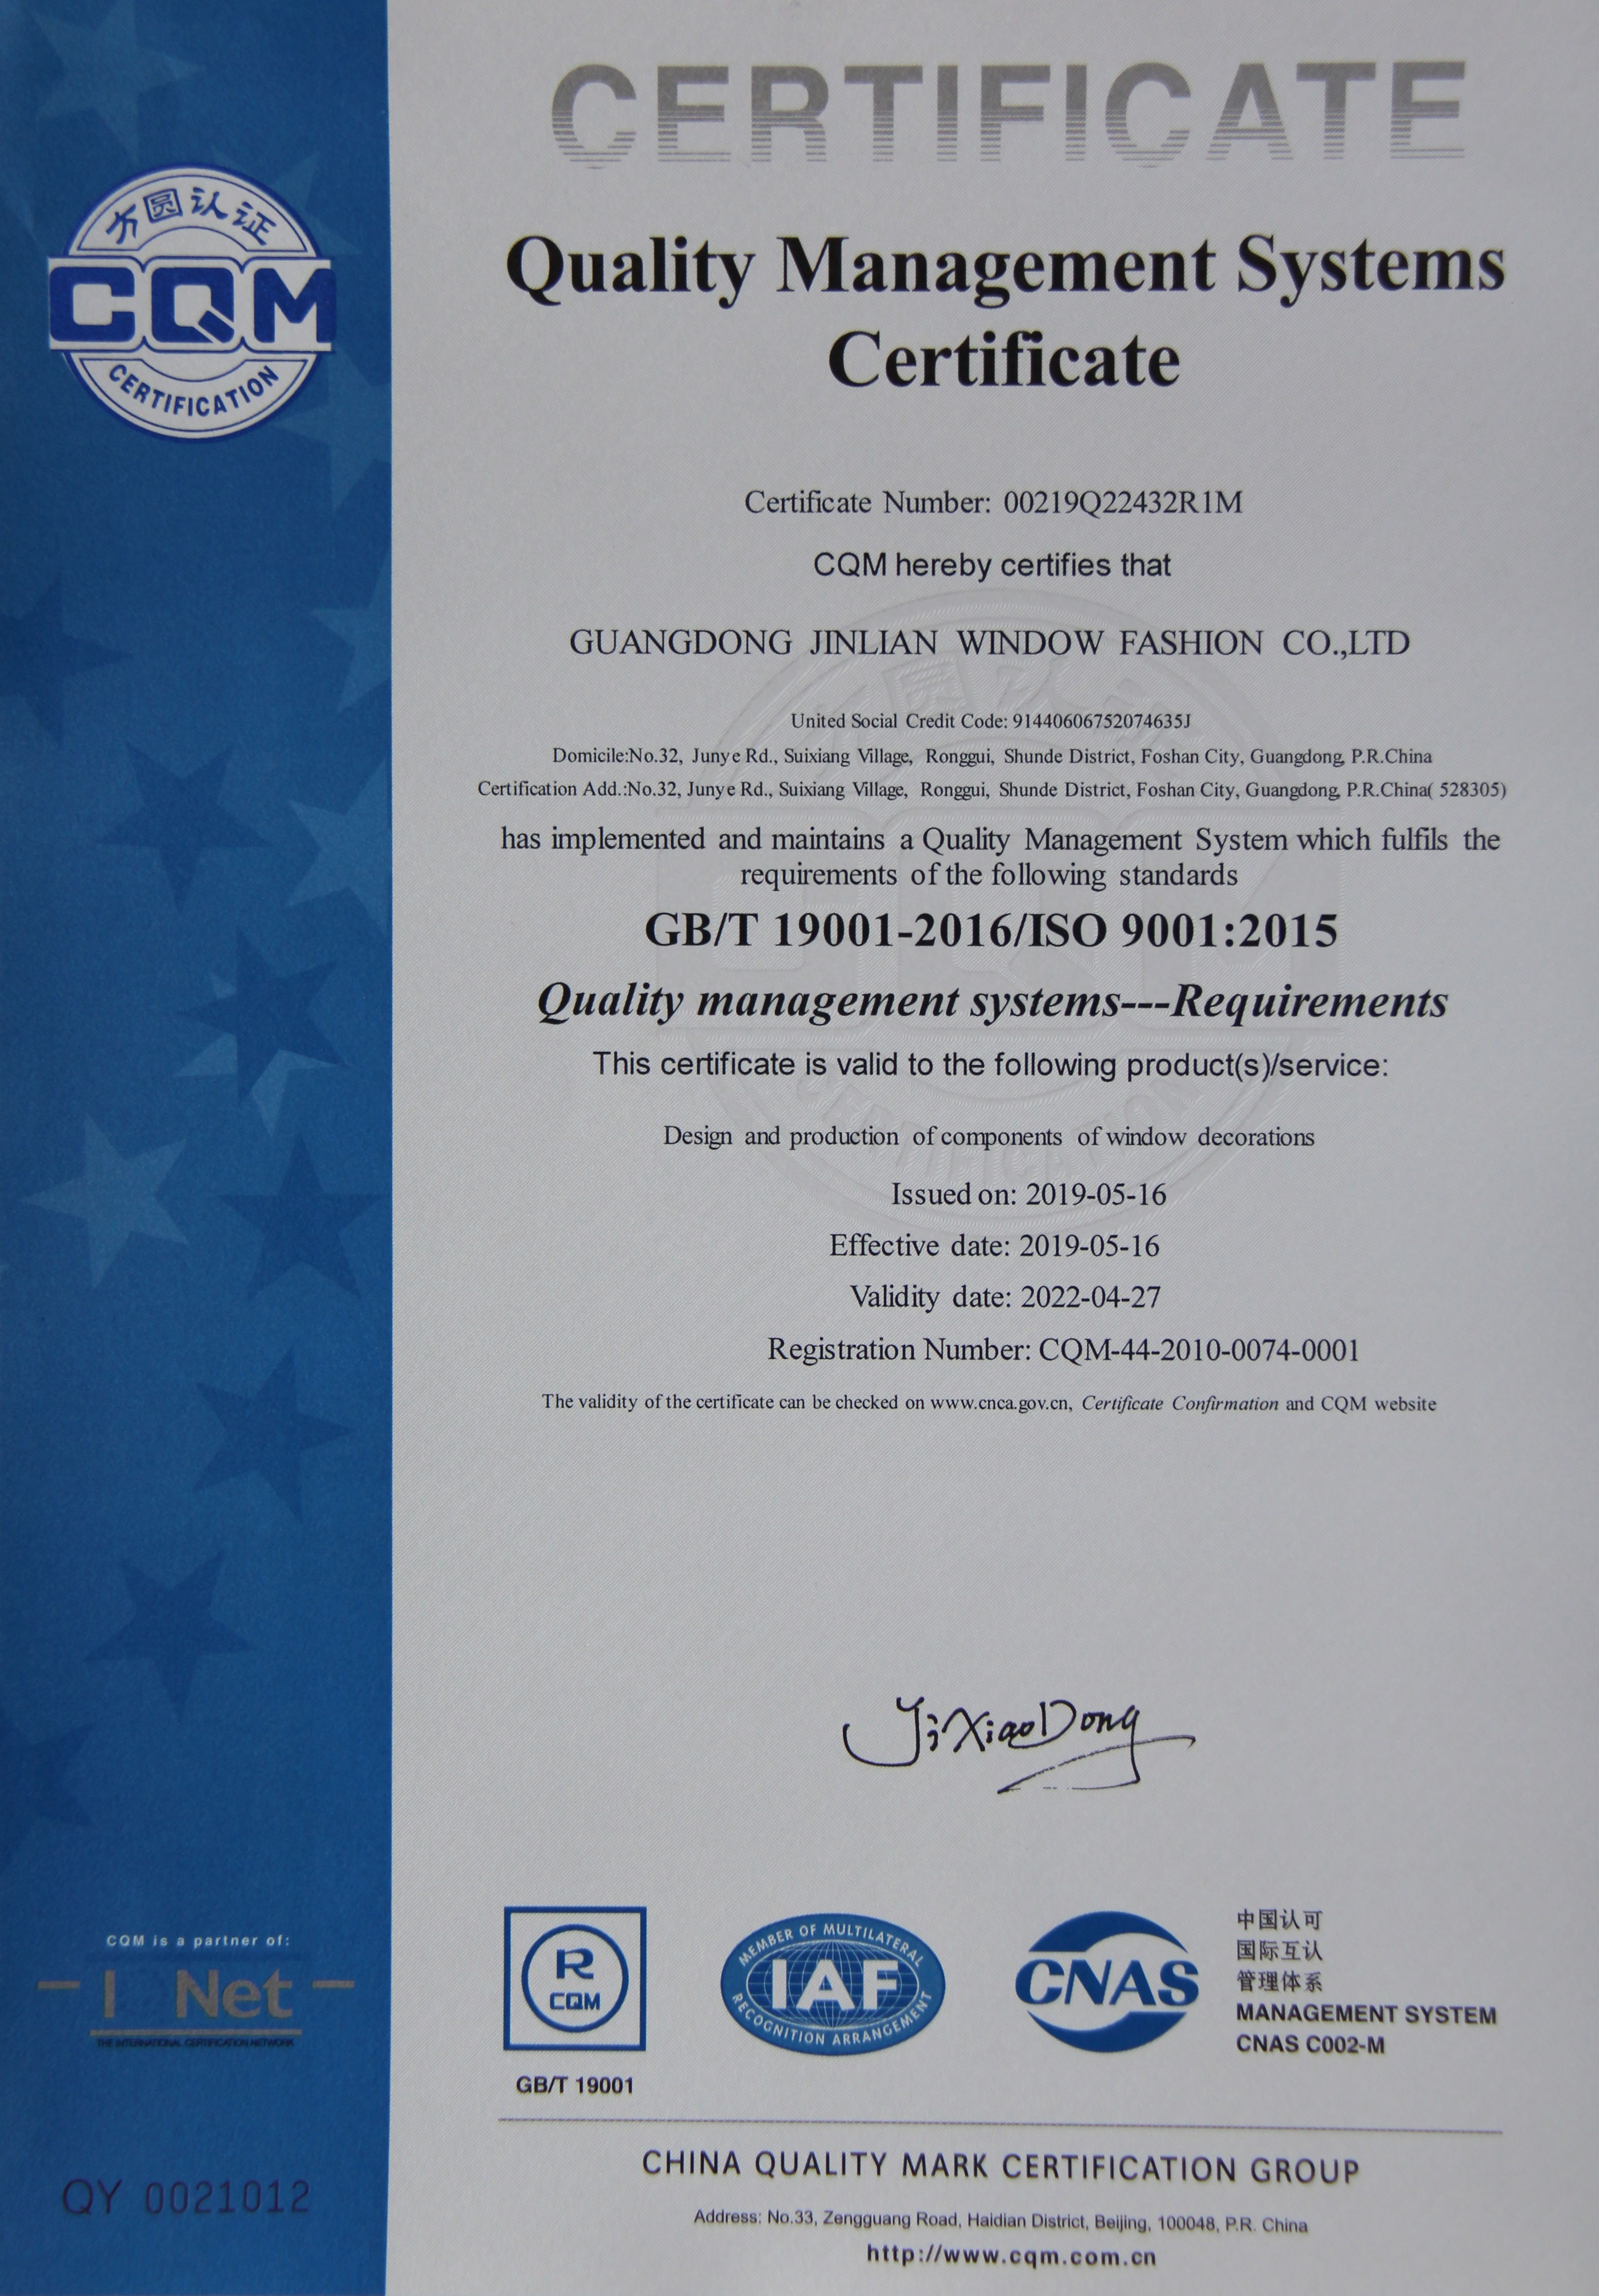 CERTIFICATE
方圆认证
CQM
CERTIFICATION
Quality Management Systems
Certificate
Certificate Number: 00219Q22432R1M
CQM hereby certifies that
GUANGDONG JINLIAN WINDOW FASHION CO.,LTD
United Social Credit Code: 91440606752074635J
Domicile:No.32, Junye Rd., Suixiang Village, Ronggui, Shunde District, Foshan City, Guangdong, P.R.China
Certification Add.:No.32, Junye Rd., Suixiang Village, Ronggui, Shunde District, Foshan City, Guangdong, P.R.China( 528305)
has implemented and maintains a Quality Management System which fulfils the
requirements of the following standards
GB/T 19001-2016/ISO 9001:2015
Quality management systems---Requirements
This certificate is valid to the following product(s)/service:
Design and production of components of window decorations
Issued on: 2019-05-16
Effective date: 2019-05-16
Validity date: 2022-04-27
Registration Number: CQM-44-2010-0074-0001
The validity of the certificate can be checked on www.cnca.gov.cn, Certificate Confirmation and CQM website
YiXiaoDong
CQM is a partner of:
I Net
THE INTERNATIONAL CERTIFICATION NETWORK
QY 0021012
R
CQM
GB/T 19001
MEMBER OF MULTILATERAL
IAF
RECOGNITION ARRANGEMENT
CNAS
中国认可
国际互认
管理体系
MANAGEMENT SYSTEM
CNAS C002-M
CHINA QUALITY MARK CERTIFICATION GROUP
Address: No.33, Zengguang Road, Haidian District, Beijing, 100048, P.R. China
http://www.cqm.com.cn